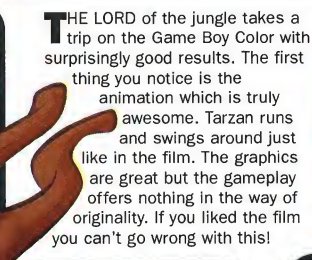 THE LORD of the jungle takes a
trip on the Game Boy Color with
surprisingly good results. The first
thing you notice is the
animation which is truly
awesome. Tarzan runs
and swings around just
like in the film. The graphics
are great but the gameplay
offers nothing in the way of
originality. If you liked the film
you can't go wrong with this!